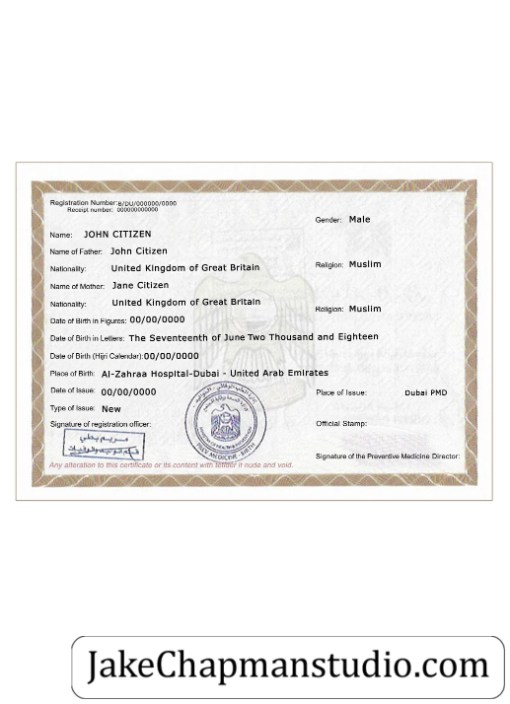 Registration Number:B/DU/000000/0000
Receipt number: 000000000000
Gender: Male
Name: JOHN CITIZEN
Name of Father: John Citizen
Nationality: United Kingdom of Great Britain
Religion: Muslim
Name of Mother: Jane Citizen
Nationality: United Kingdom of Great Britain
Religion: Muslim
Date of Birth in Figures: 00/00/0000
Date of Birth in Letters: The Seventeenth of June Two Thousand and Eighteen
Date of Birth (Hijri Calendar):00/00/0000
Place of Birth: Al-Zahraa Hospital-Dubai - United Arab Emirates
Date of Issue: 00/00/0000
Place of Issue: Dubai PMD
Type of Issue: New
Signature of registration officer:
Official Stamp:
Signature of the Preventive Medicine Director:
Any alteration to this certificate or its content with
it nude and void.
JakeChapmanstudio.com